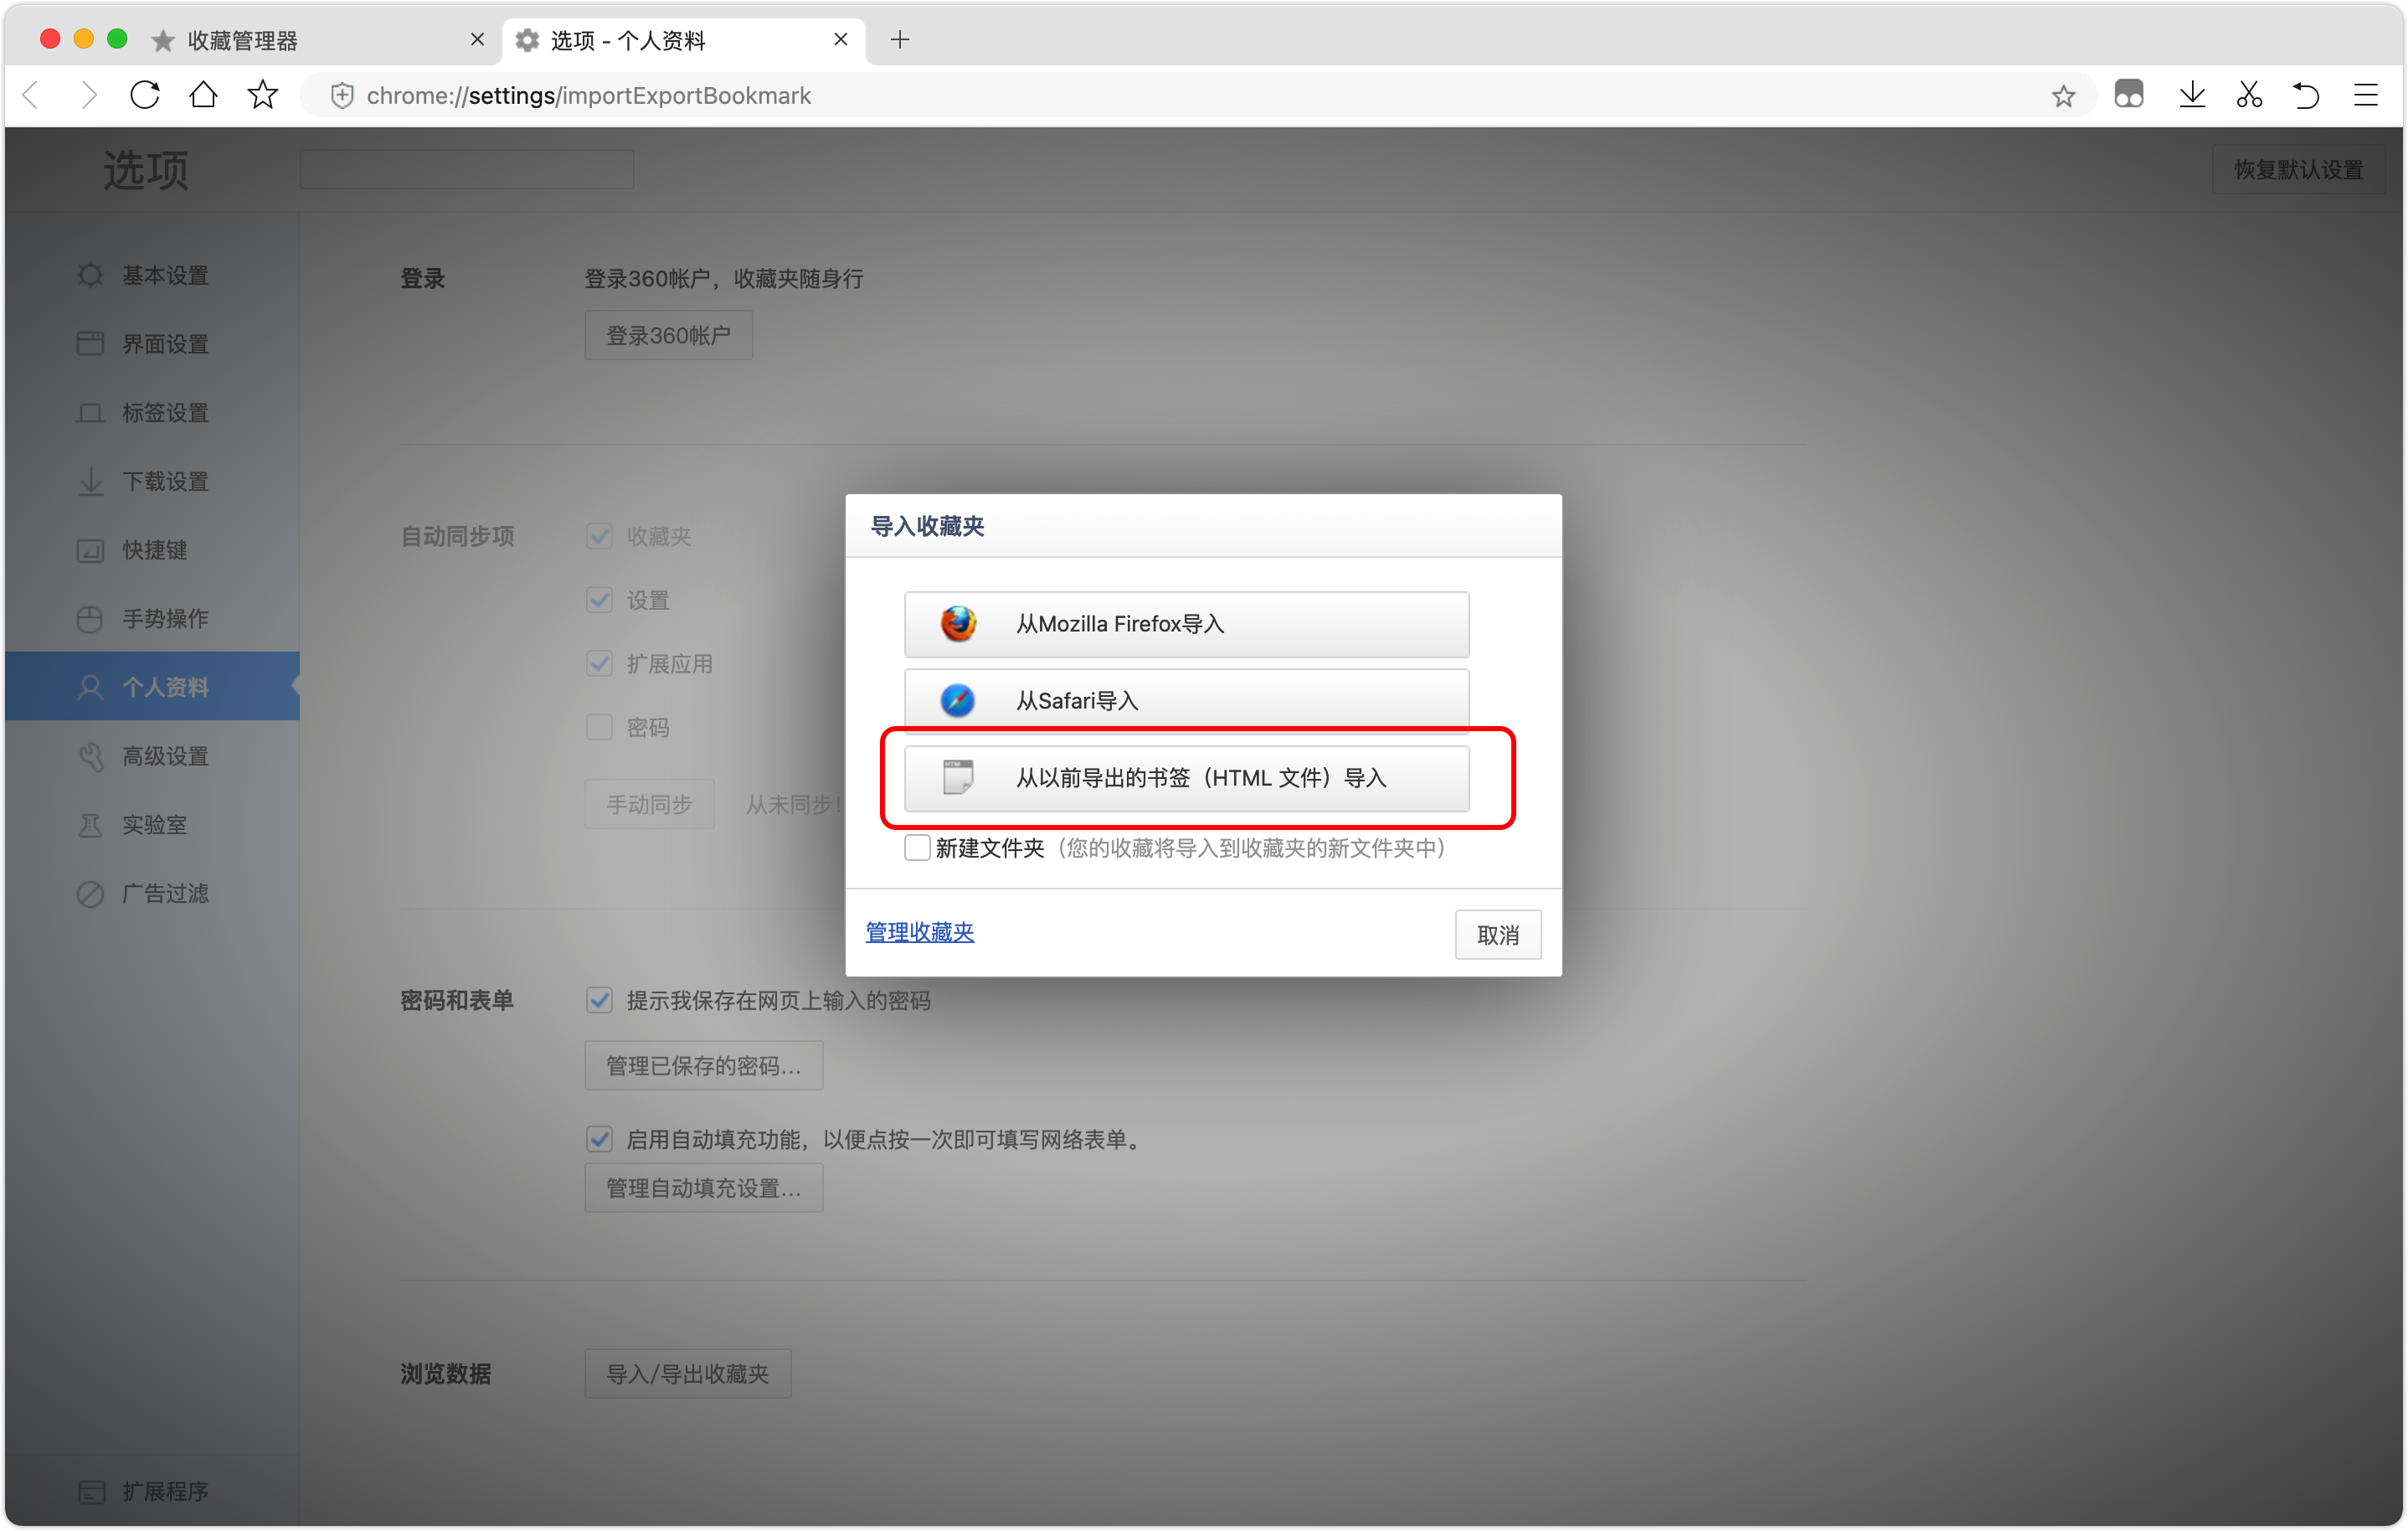 收藏管理器
选项 - 个人资料
chrome://settings/importExportBookmark
选项
恢复默认设置
基本设置
界面设置
标签设置
下载设置
快捷键
手势操作
个人资料
高级设置
实验室
广告过滤
扩展程序
登录
登录360帐户，收藏夹随身行
登录360帐户
自动同步项
收藏夹
设置
扩展应用
密码
手动同步
从未同步!
导入收藏夹
从Mozilla Firefox导入
从Safari导入
HTM
从以前导出的书签（HTML 文件）导入
新建文件夹（您的收藏将导入到收藏夹的新文件夹中）
管理收藏夹
取消
密码和表单
提示我保存在网页上输入的密码
管理已保存的密码...
启用自动填充功能，以便点按一次即可填写网络表单。
管理自动填充设置...
浏览数据
导入/导出收藏夹